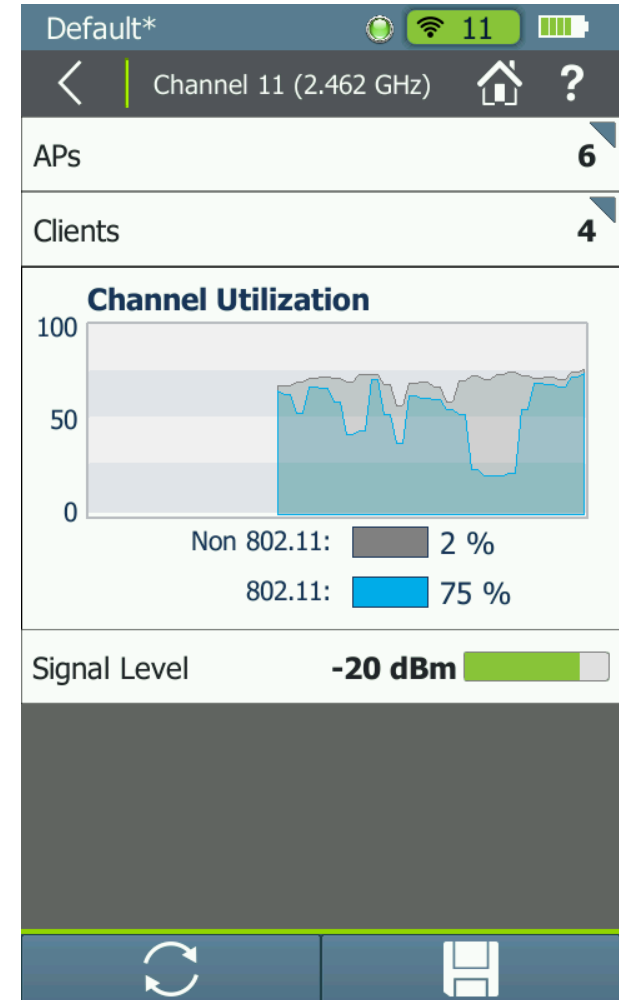 Default* 11
Channel 11 (2.462 GHz) ?
APs 6
Clients 4
Channel Utilization
100
50
0
Non 802.11: 2 %
802.11: 75 %
Signal Level -20 dBm